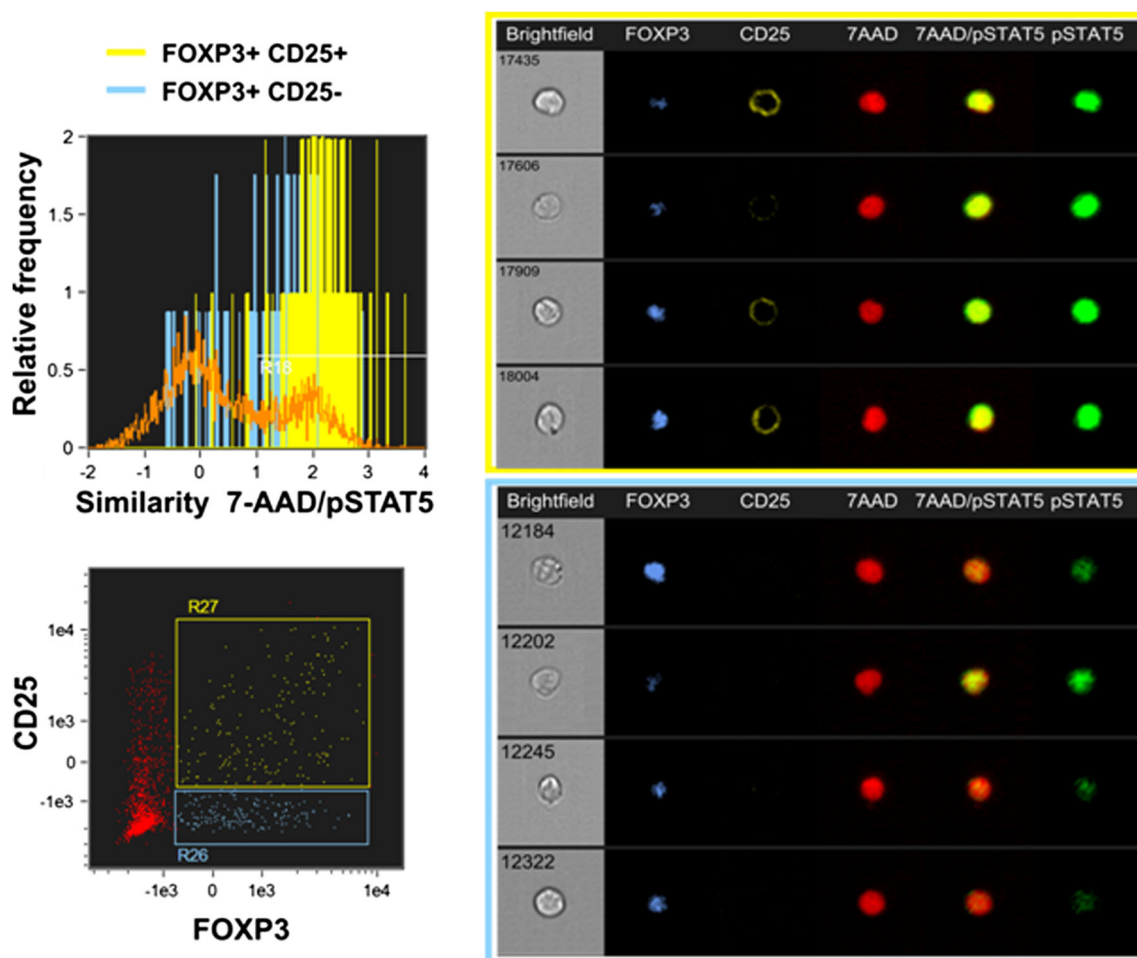 FOXP3+ CD25+
FOXP3+ CD25-
Relative frequency
2
1.5
1
0.5
0
R18
-2 -1 0 1 2 3 4
Similarity 7-AAD/pSTAT5
CD25
1e4
1e3
0
-1e3
R27
R26
-1e3 0 1e3 1e4
FOXP3
Brightfield FOXP3 CD25 7AAD 7AAD/pSTAT5 pSTAT5
17435
17606
17909
18004
Brightfield FOXP3 CD25 7AAD 7AAD/pSTAT5 pSTAT5
12184
12202
12245
12322